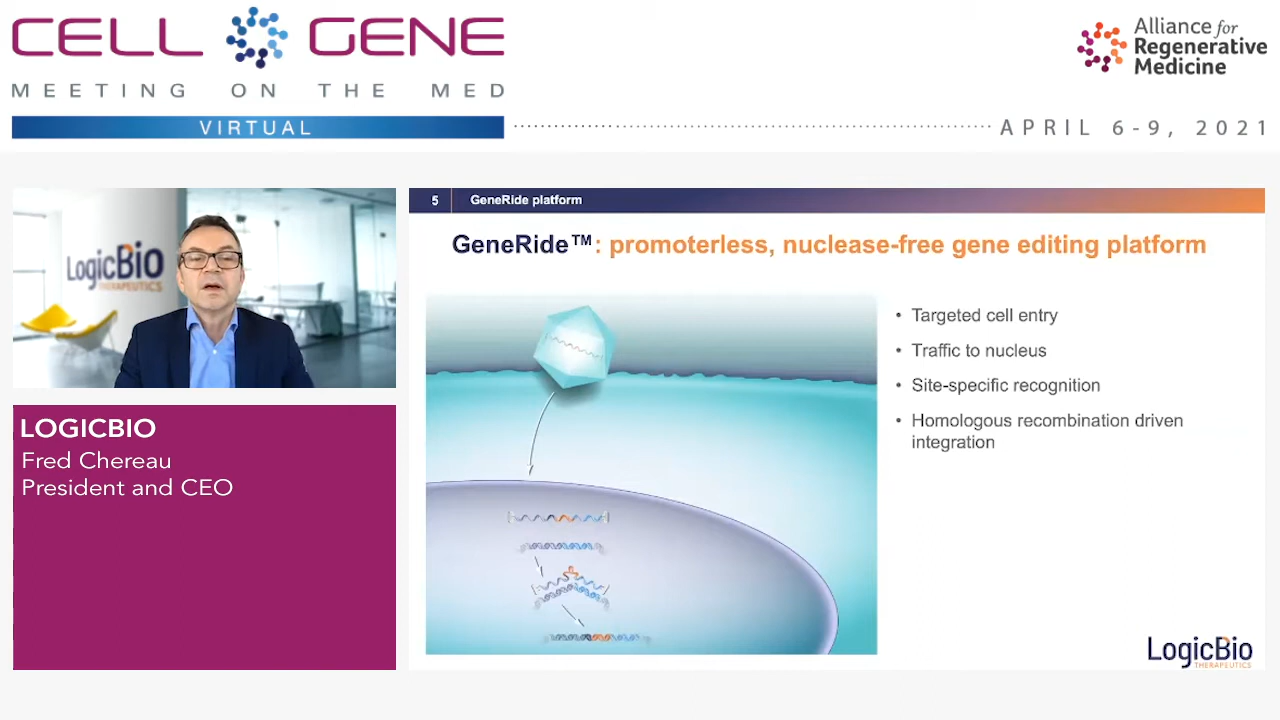 CELL GENE
MEETING ON THE MED
VIRTUAL
APRIL 6-9, 2021
Alliance for
Regenerative
Medicine
LogicBio
THERAPEUTICS
LOGICBIO
Fred Chereau
President and CEO
5 GeneRide platform
GeneRide™: promoterless, nuclease-free gene editing platform
• Targeted cell entry
• Traffic to nucleus
• Site-specific recognition
• Homologous recombination driven
integration
LogicBio
THERAPEUTICS